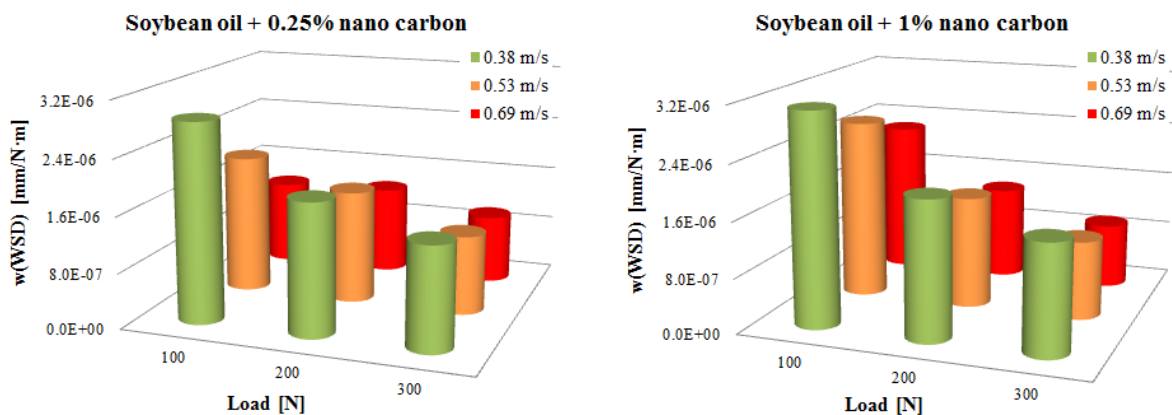 Soybean oil + 0.25% nano carbon
0.38 m/s
0.53 m/s
0.69 m/s
w(WSD) [mm/N·m]
3.2E-06
2.4E-06
1.6E-06
8.0E-07
0.0E+00
100
200
300
Load [N]
Soybean oil + 1% nano carbon
0.38 m/s
0.53 m/s
0.69 m/s
w(WSD) [mm/N·m]
3.2E-06
2.4E-06
1.6E-06
8.0E-07
0.0E+00
100
200
300
Load [N]